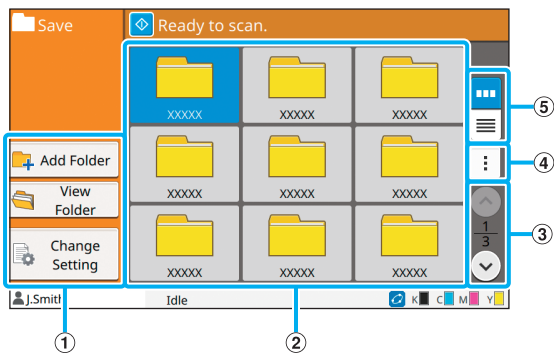 Save
Ready to scan.
XXXXX XXXXX XXXXX
Add Folder
View
Folder
XXXXX XXXXX XXXXX
Change
Setting
XXXXX XXXXX XXXXX
1
3
J.Smith
Idle
K C M Y
5
4
3
1
2